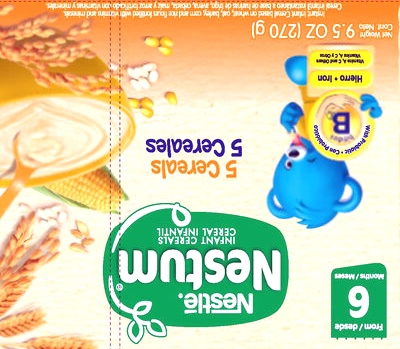 From / desde
6
Months / Meses
Nestlé.
Nestum®
INFANT CEREALS
CEREAL INFANTIL
5 Cereals
5 Cereales
With Probiotic • Con Probiótico
B
Hierro + Iron
Vitamins A, C and Others
Vitamina A, C y Otras
Net Weight
Cont Neto
9.5 OZ (270 g)
Instant Infant Cereal based on wheat, oat, barley, corn and rice flours fortified with vitamins and minerals
Cereal infantil instantáneo a base de harinas de trigo, avena, cebada, maíz y arroz fortificado con vitaminas y minerales